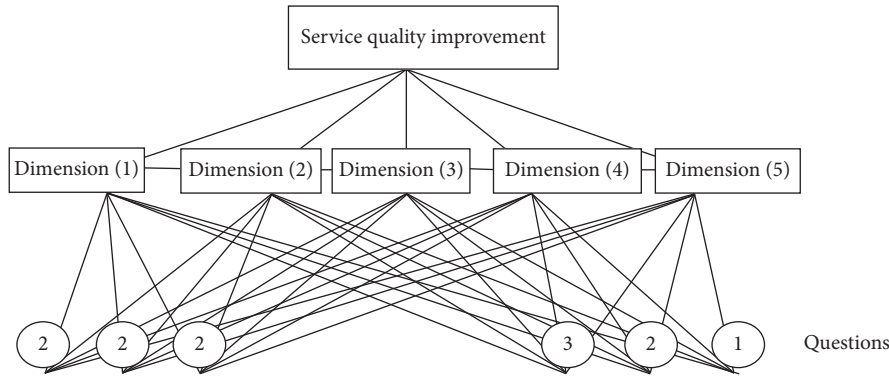 Service quality improvement
Dimension (1) Dimension (2) Dimension (3) Dimension (4) Dimension (5)
2 2 2 3 2 1 Questions